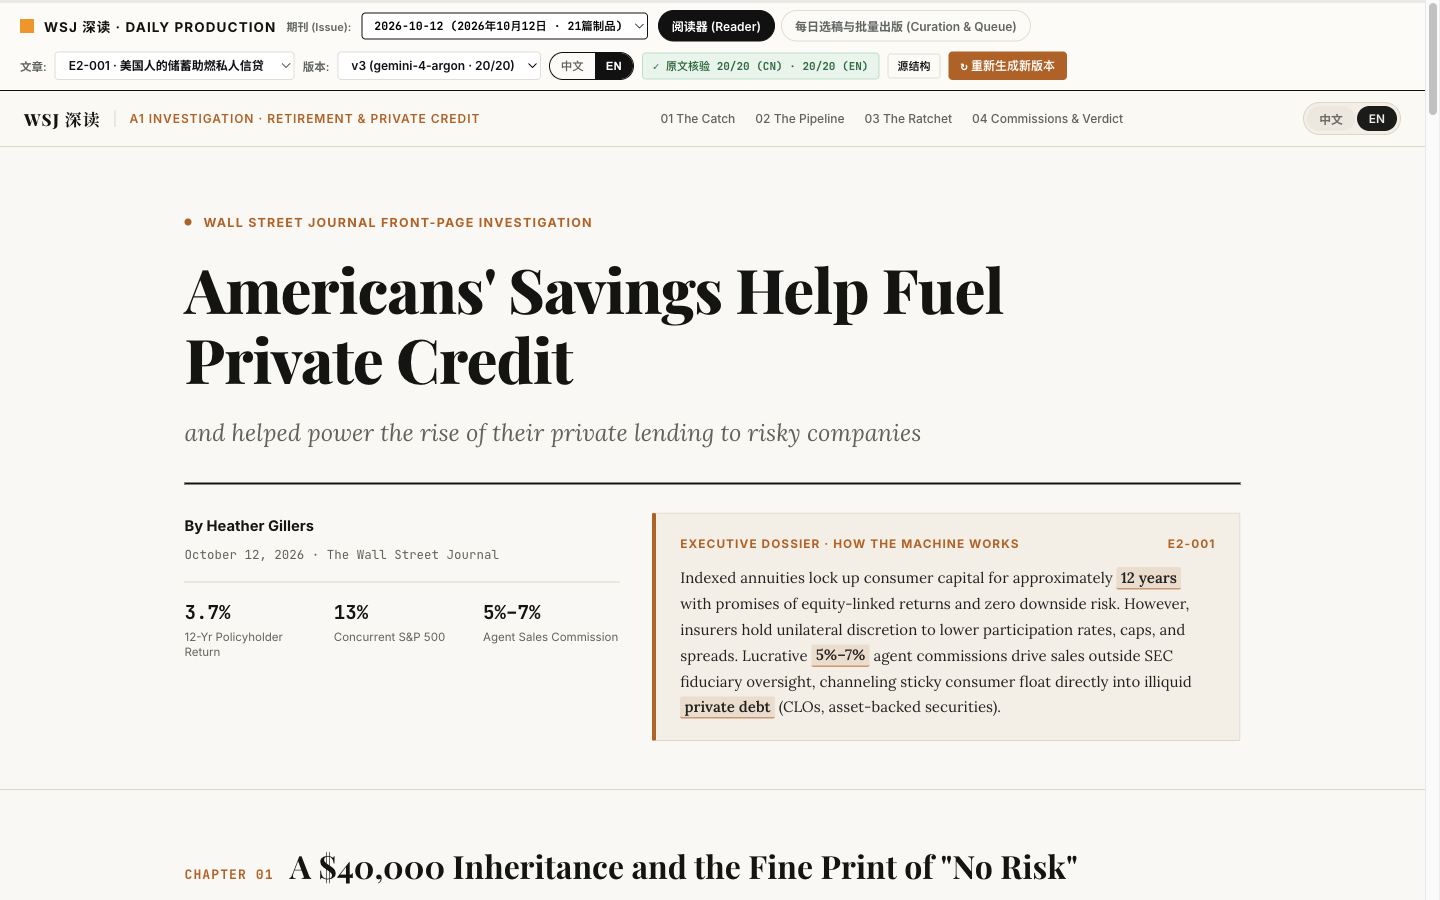 WSJ 深读 · DAILY PRODUCTION 期刊 (Issue): 2026-10-12 (2026年10月12日 · 21篇制品) 阅读器 (Reader) 每日选稿与批量出版 (Curation & Queue)
文章: E2-001 · 美国人的储蓄助燃私人信贷 版本: v3 (gemini-4-argon · 20/20) 中文 EN ✓ 原文核验 20/20 (CN) · 20/20 (EN) 源结构 ↻ 重新生成新版本
WSJ 深读 A1 INVESTIGATION · RETIREMENT & PRIVATE CREDIT 01 The Catch 02 The Pipeline 03 The Ratchet 04 Commissions & Verdict 中文 EN
WALL STREET JOURNAL FRONT-PAGE INVESTIGATION
Americans' Savings Help Fuel
Private Credit
and helped power the rise of their private lending to risky companies
By Heather Gillers
October 12, 2026 · The Wall Street Journal
3.7%
12-Yr Policyholder
Return
13%
Concurrent S&P 500
5%–7%
Agent Sales Commission
EXECUTIVE DOSSIER · HOW THE MACHINE WORKS E2-001
Indexed annuities lock up consumer capital for approximately 12 years
with promises of equity-linked returns and zero downside risk. However,
insurers hold unilateral discretion to lower participation rates, caps, and
spreads. Lucrative 5%–7% agent commissions drive sales outside SEC
fiduciary oversight, channeling sticky consumer float directly into illiquid
private debt (CLOs, asset-backed securities).
CHAPTER 01 A $40,000 Inheritance and the Fine Print of "No Risk"